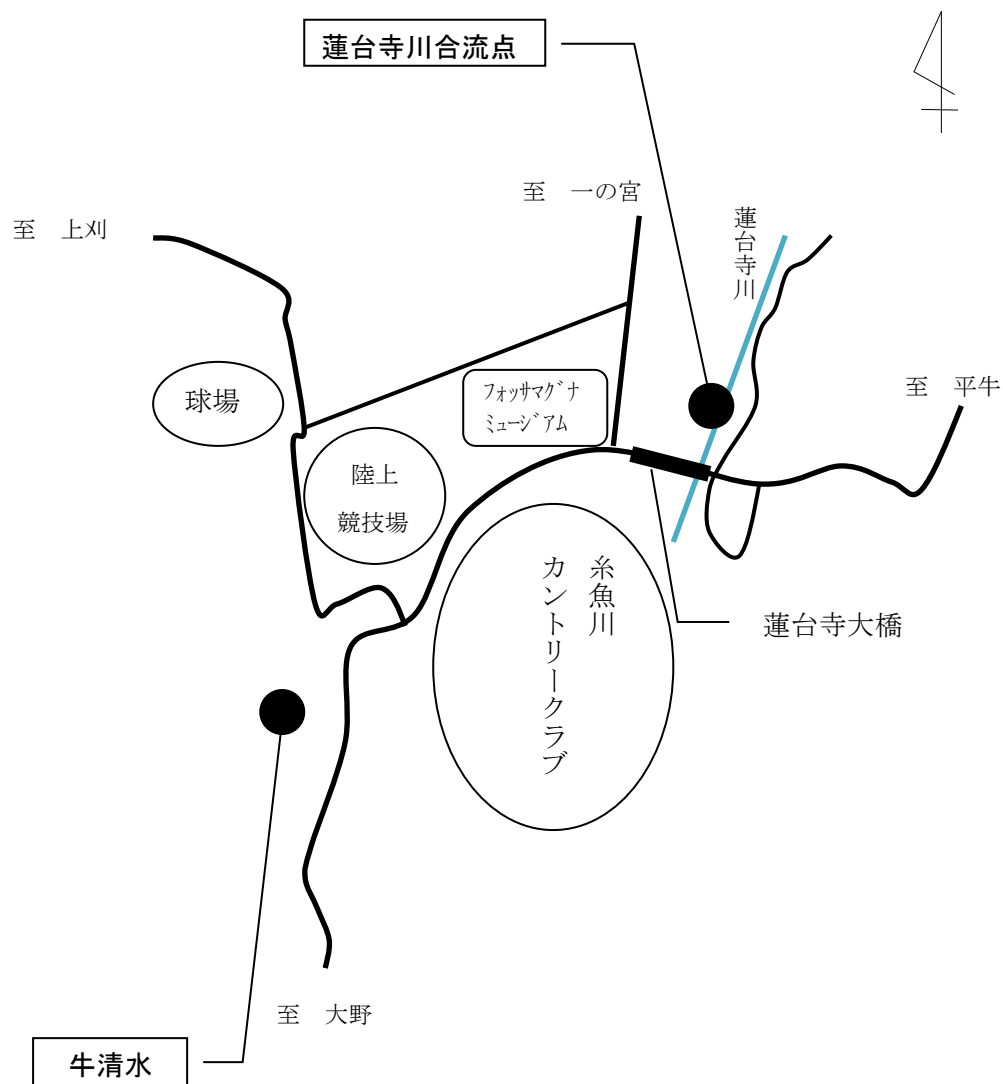 蓮台寺川合流点
至　一の宮
至　上刈
蓮台寺川
至　平牛
球場
フォッサマグナ
ミュージアム
陸上
競技場
糸魚川
カントリークラブ
蓮台寺大橋
至　大野
牛清水